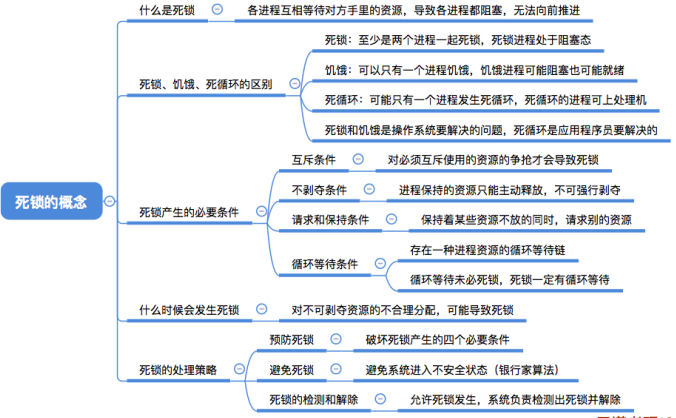 什么是死锁
各进程互相等待对方手里的资源，导致各进程都阻塞，无法向前推进
死锁、饥饿、死循环的区别
死锁：至少是两个进程一起死锁，死锁进程处于阻塞态
饥饿：可以只有一个进程饥饿，饥饿进程可能阻塞也可能就绪
死循环：可能只有一个进程发生死循环，死循环的进程可上处理机
死锁和饥饿是操作系统要解决的问题，死循环是应用程序员要解决的
死锁的概念
死锁产生的必要条件
互斥条件
对必须互斥使用的资源的争抢才会导致死锁
不剥夺条件
进程保持的资源只能主动释放，不可强行剥夺
请求和保持条件
保持着某些资源不放的同时，请求别的资源
循环等待条件
存在一种进程资源的循环等待链
循环等待未必死锁，死锁一定有循环等待
什么时候会发生死锁
对不可剥夺资源的不合理分配，可能导致死锁
死锁的处理策略
预防死锁
破坏死锁产生的四个必要条件
避免死锁
避免系统进入不安全状态（银行家算法）
死锁的检测和解除
允许死锁发生，系统负责检测出死锁并解除